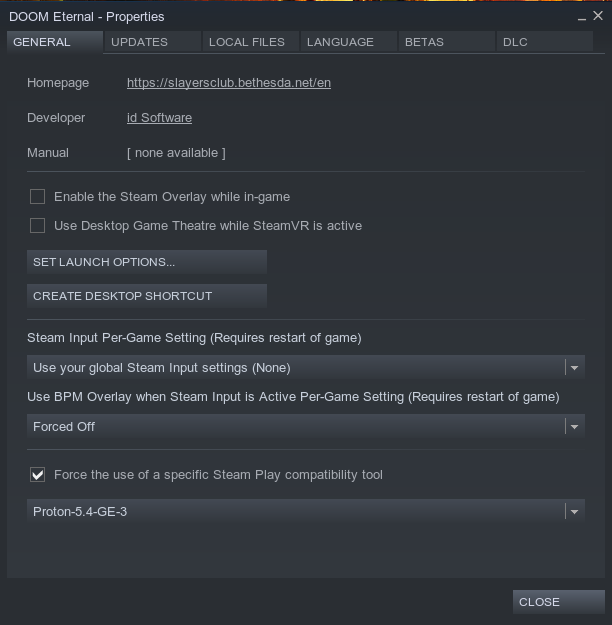 DOOM Eternal - Properties
GENERAL UPDATES LOCAL FILES LANGUAGE BETAS DLC
Homepage https://slayersclub.bethesda.net/en
Developer id Software
Manual [ none available ]
Enable the Steam Overlay while in-game
Use Desktop Game Theatre while SteamVR is active
SET LAUNCH OPTIONS...
CREATE DESKTOP SHORTCUT
Steam Input Per-Game Setting (Requires restart of game)
Use your global Steam Input settings (None)
Use BPM Overlay when Steam Input is Active Per-Game Setting (Requires restart of game)
Forced Off
Force the use of a specific Steam Play compatibility tool
Proton-5.4-GE-3
CLOSE